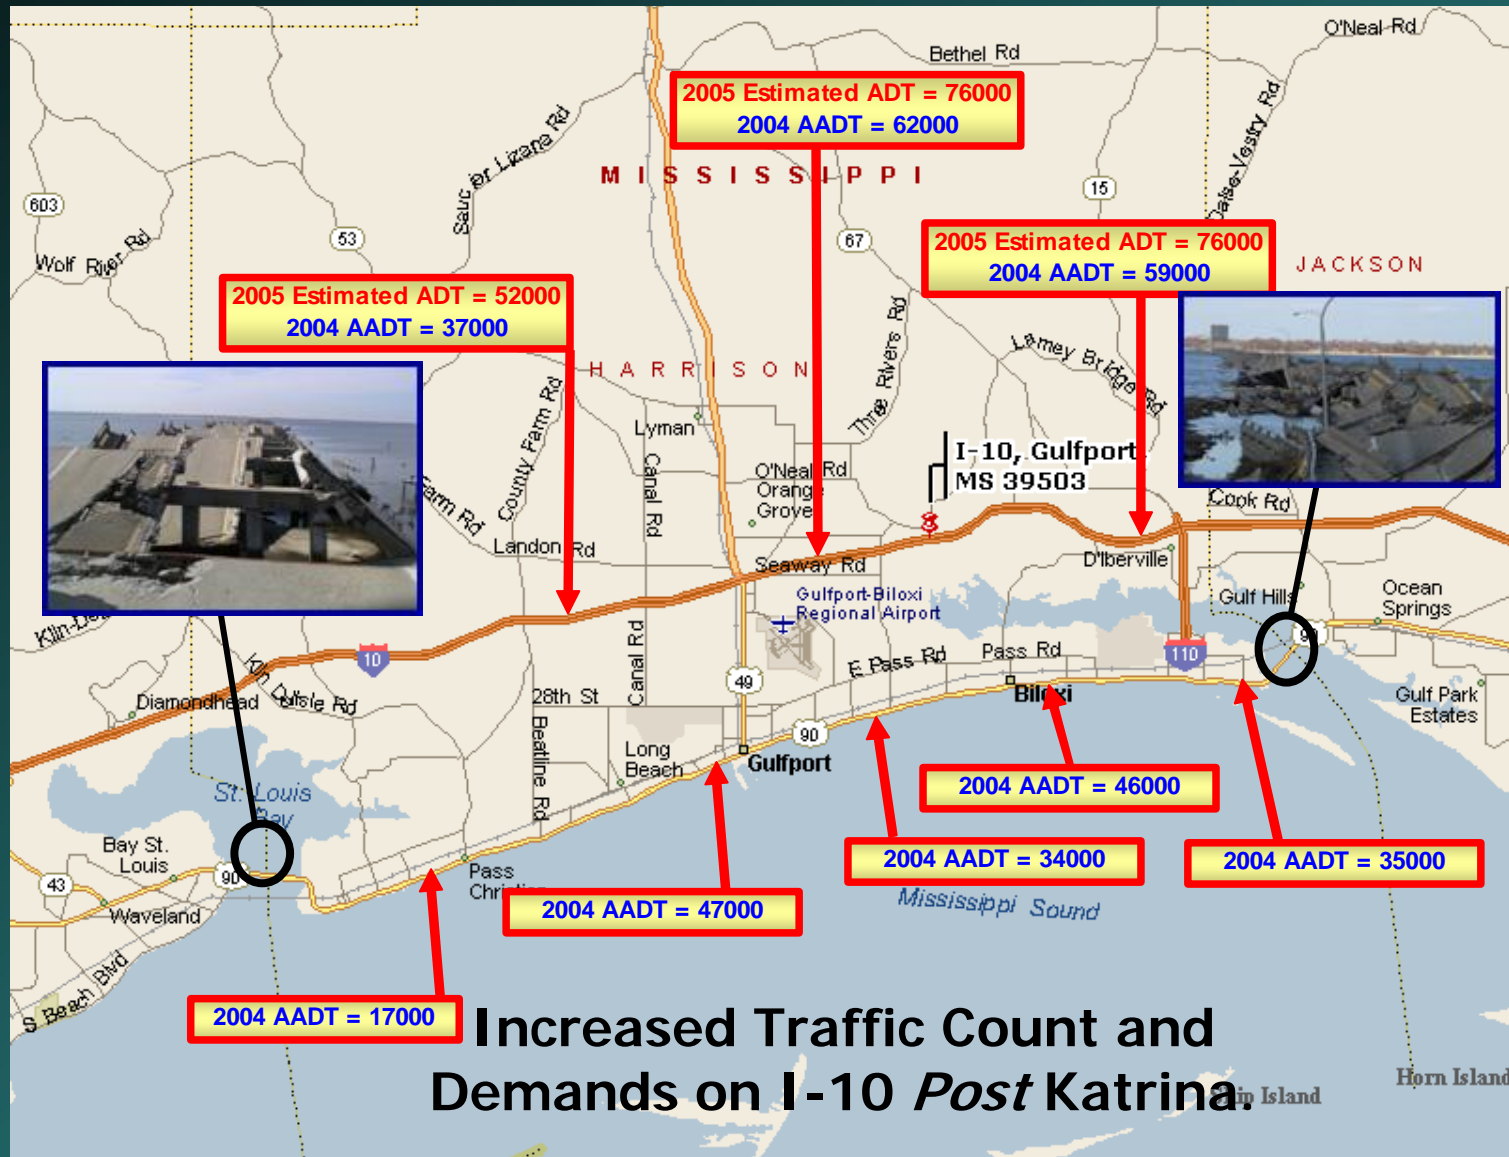 O'Neal Rd
Bethel Rd
2005 Estimated ADT = 76000
2004 AADT = 62000
Saucier Lizana Rd
MISSISSIPPI
15
603
53
67
Wolf River Rd
2005 Estimated ADT = 76000
2004 AADT = 59000
JACKSON
2005 Estimated ADT = 52000
2004 AADT = 37000
Three Rivers Rd
Lamey Bridge Rd
HARRISON
County Farm Rd
Lyman
Canal Rd
O'Neal Rd
Orange
Grove
I-10, Gulfport,
MS 39503
Farm Rd
Cook Rd
Landon Rd
Seaway Rd
D'Iberville
Gulfport-Biloxi
Regional Airport
Gulf Hills
Ocean
Springs
10
Canal Rd
E Pass Rd
Pass Rd
110
90
49
Diamondhead
28th St
Biloxi
Gulf Park
Estates
Beatline Rd
90
Long
Beach
Gulfport
St. Louis
Bay
2004 AADT = 46000
Bay St.
Louis
2004 AADT = 34000
2004 AADT = 35000
43
90
Pass
Waveland
2004 AADT = 47000
Mississippi Sound
S Beach Blvd
2004 AADT = 17000
Increased Traffic Count and
Demands on I-10 Post Katrina.
Island
Horn Island